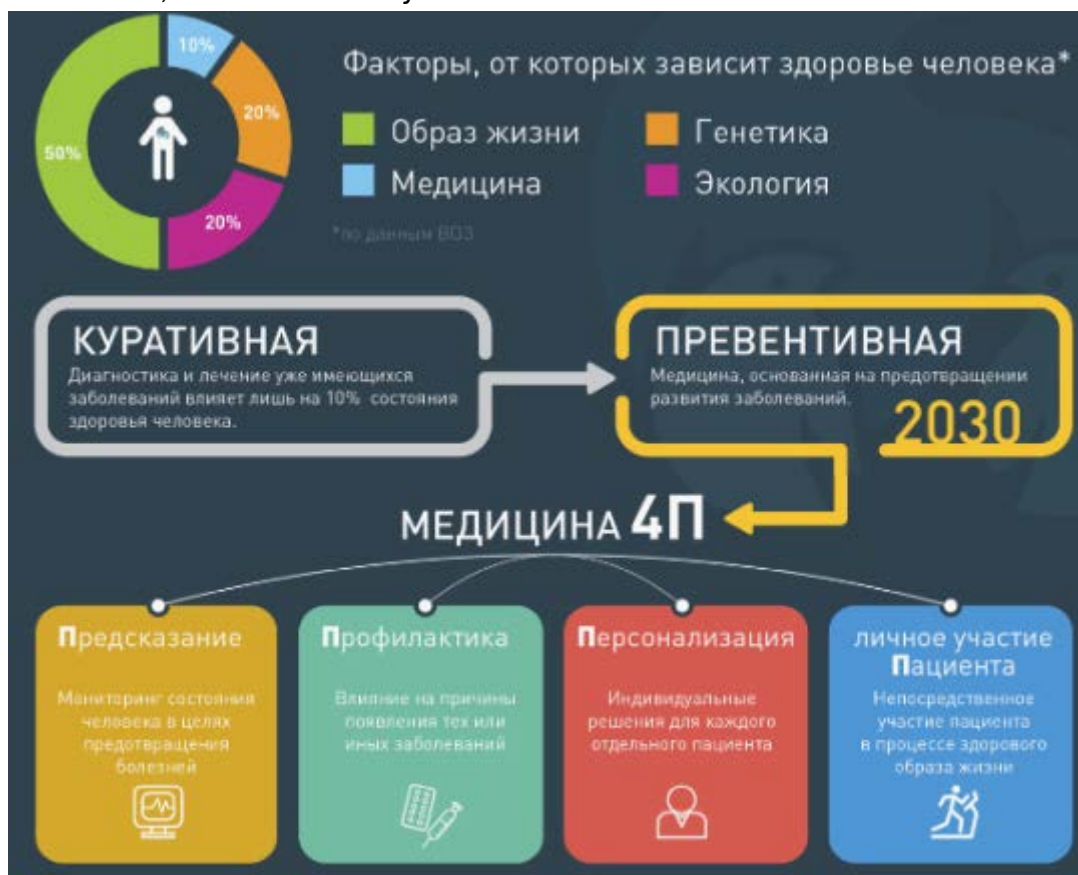 10%
20%
50%
20%
Факторы, от которых зависит здоровье человека*
Образ жизни
Генетика
Медицина
Экология
*по данным ВОЗ
КУРАТИВНАЯ
Диагностика и лечение уже имеющихся
заболеваний влияет лишь на 10% состояния
здоровья человека.
ПРЕВЕНТИВНАЯ
Медицина, основанная на предотвращении
развития заболеваний.
2030
МЕДИЦИНА 4П
Предсказание
Мониторинг состояния
человека в целях
предотвращения
болезней
Профилактика
Влияние на причины
появления тех или
иных заболеваний
Персонализация
Индивидуальные
решения для каждого
отдельного пациента
личное участие
Пациента
Непосредственное
участие пациента
в процессе здорового
образа жизни